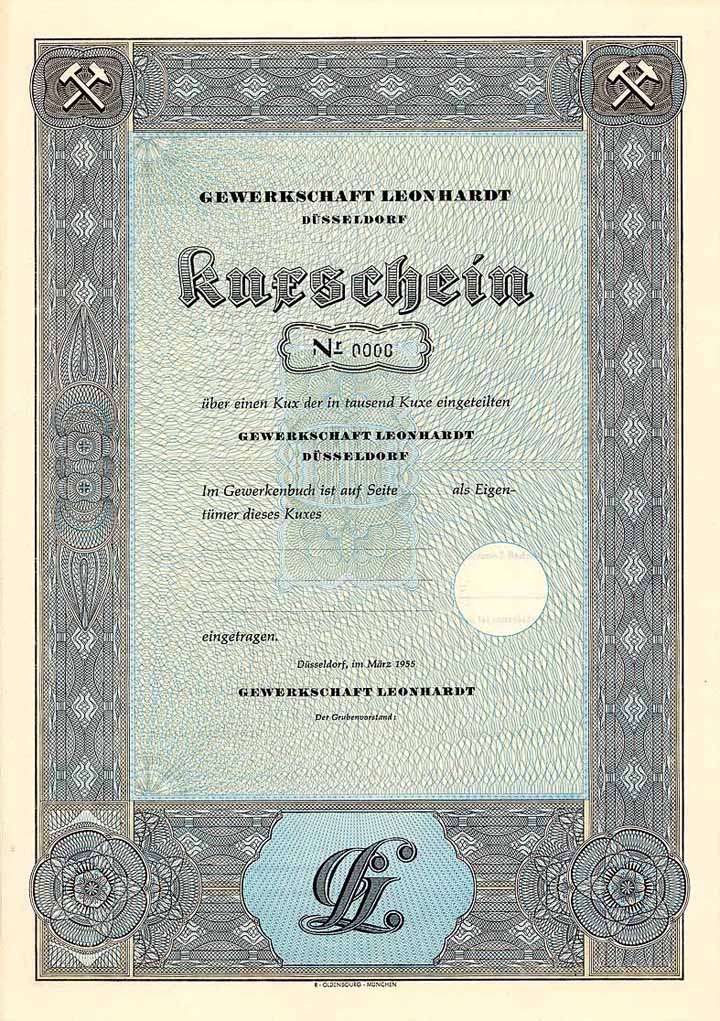 GEWERKSCHAFT LEONHARDT
DÜSSELDORF
Kuxschein
Nr 0000
über einen Kux der in tausend Kuxe eingeteilten
GEWERKSCHAFT LEONHARDT
DÜSSELDORF
Im Gewerkenbuch ist auf Seite als Eigen-
tümer dieses Kuxes
eingetragen.
Düsseldorf, im März 1955
GEWERKSCHAFT LEONHARDT
Der Grubenvorstand:
GL
R · OLDENBOURG · MÜNCHEN